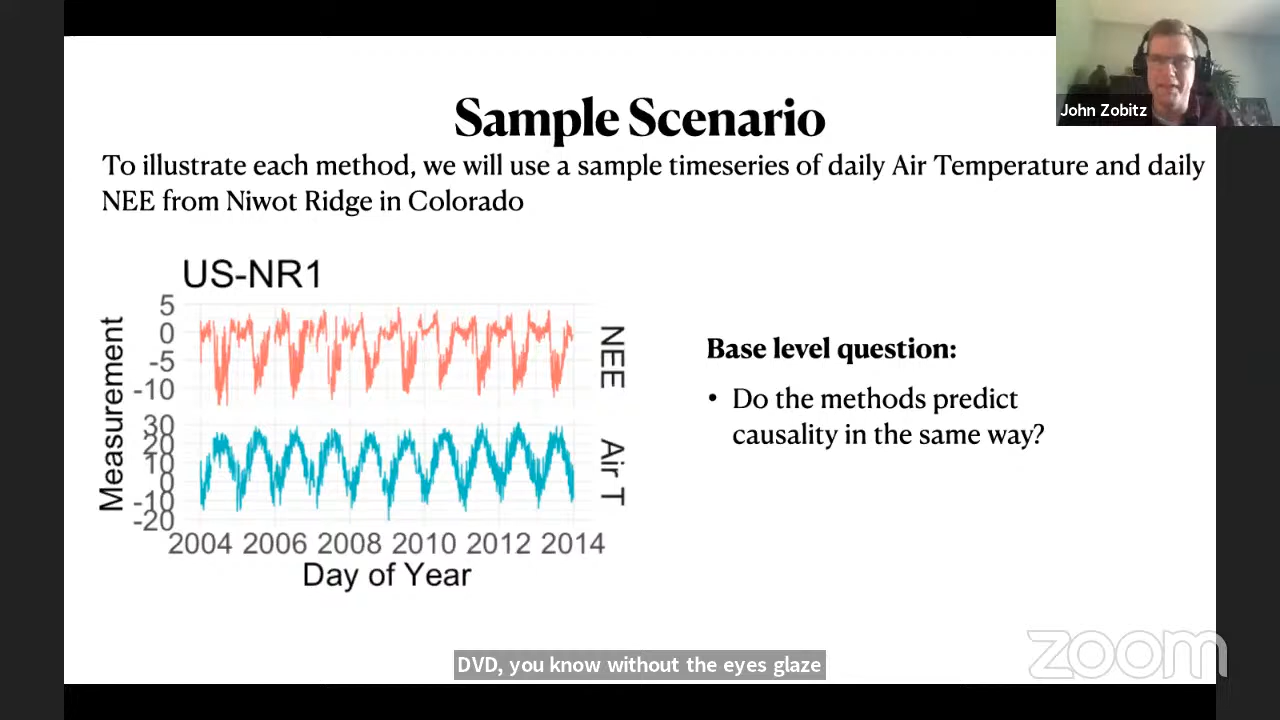 John Zobitz
Sample Scenario
To illustrate each method, we will use a sample timeseries of daily Air Temperature and daily
NEE from Niwot Ridge in Colorado
US-NR1
Measurement
5
0
-5
-10
NEE
30
20
10
0
-10
-20
Air T
2004 2006 2008 2010 2012 2014
Day of Year
Base level question:
• Do the methods predict
causality in the same way?
DVD, you know without the eyes glaze
zoom